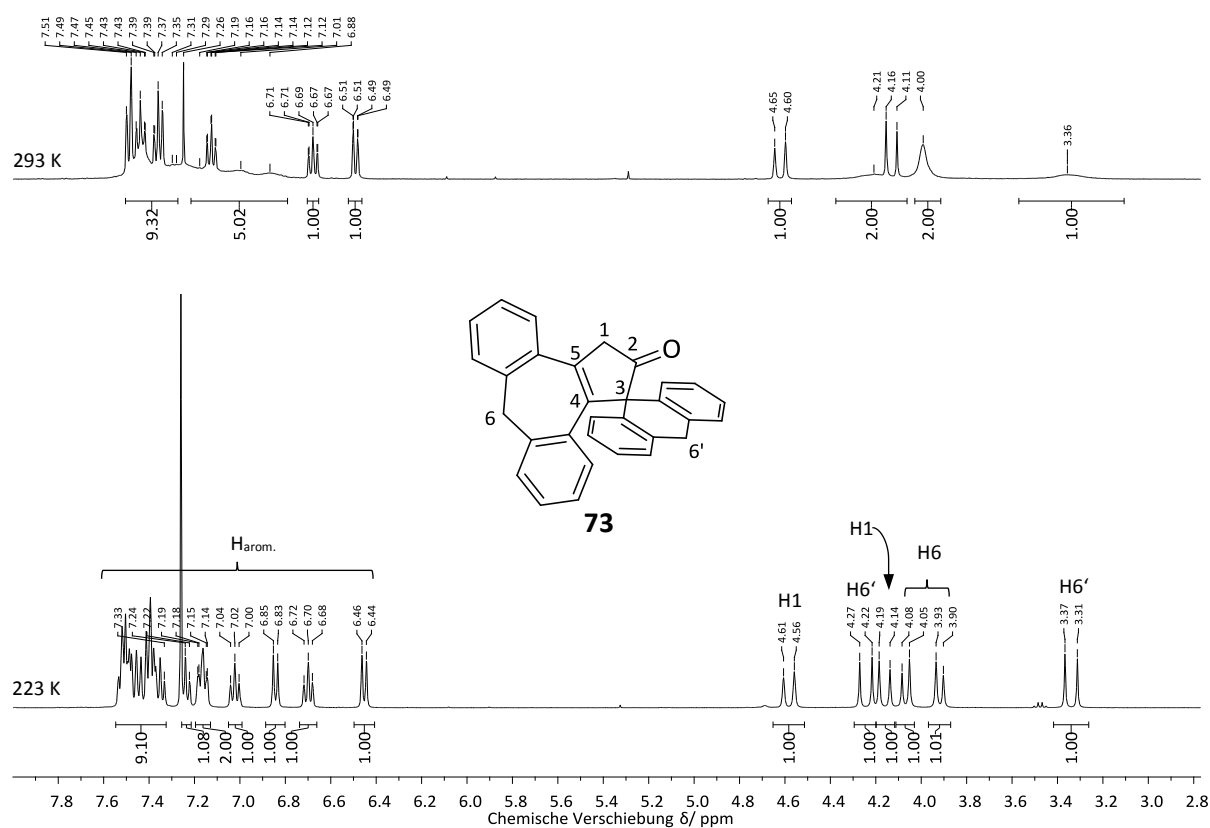 7.51 7.49 7.47 7.45 7.43 7.43 7.39 7.39 7.37 7.35 7.31 7.29 7.26 7.19 7.16 7.16 7.14 7.14 7.12 7.12 7.01 6.88
6.71 6.71 6.69 6.67 6.67 6.51 6.51 6.49 6.49
4.65 4.60 4.21 4.16 4.11 4.00 3.36
293 K
9.32 5.02 1.00 1.00 1.00 2.00 2.00 1.00
1
2
O
5
3
4
6
6'
73
Harom.
H1
H6
H1
H6‘
H6‘
7.33 7.24 7.22 7.19 7.18 7.15 7.14 7.04 7.02 7.00 6.85 6.83 6.72 6.70 6.68 6.46 6.44
4.61 4.56 4.27 4.22 4.19 4.14 4.08 4.05 3.93 3.90 3.37 3.31
223 K
9.10 1.08 2.00 1.00 1.00 1.00 1.00 1.00 1.00 1.00 1.00 1.01 1.00
7.8 7.6 7.4 7.2 7.0 6.8 6.6 6.4 6.2 6.0 5.8 5.6 5.4 5.2 5.0 4.8 4.6 4.4 4.2 4.0 3.8 3.6 3.4 3.2 3.0 2.8
Chemische Verschiebung δ/ ppm